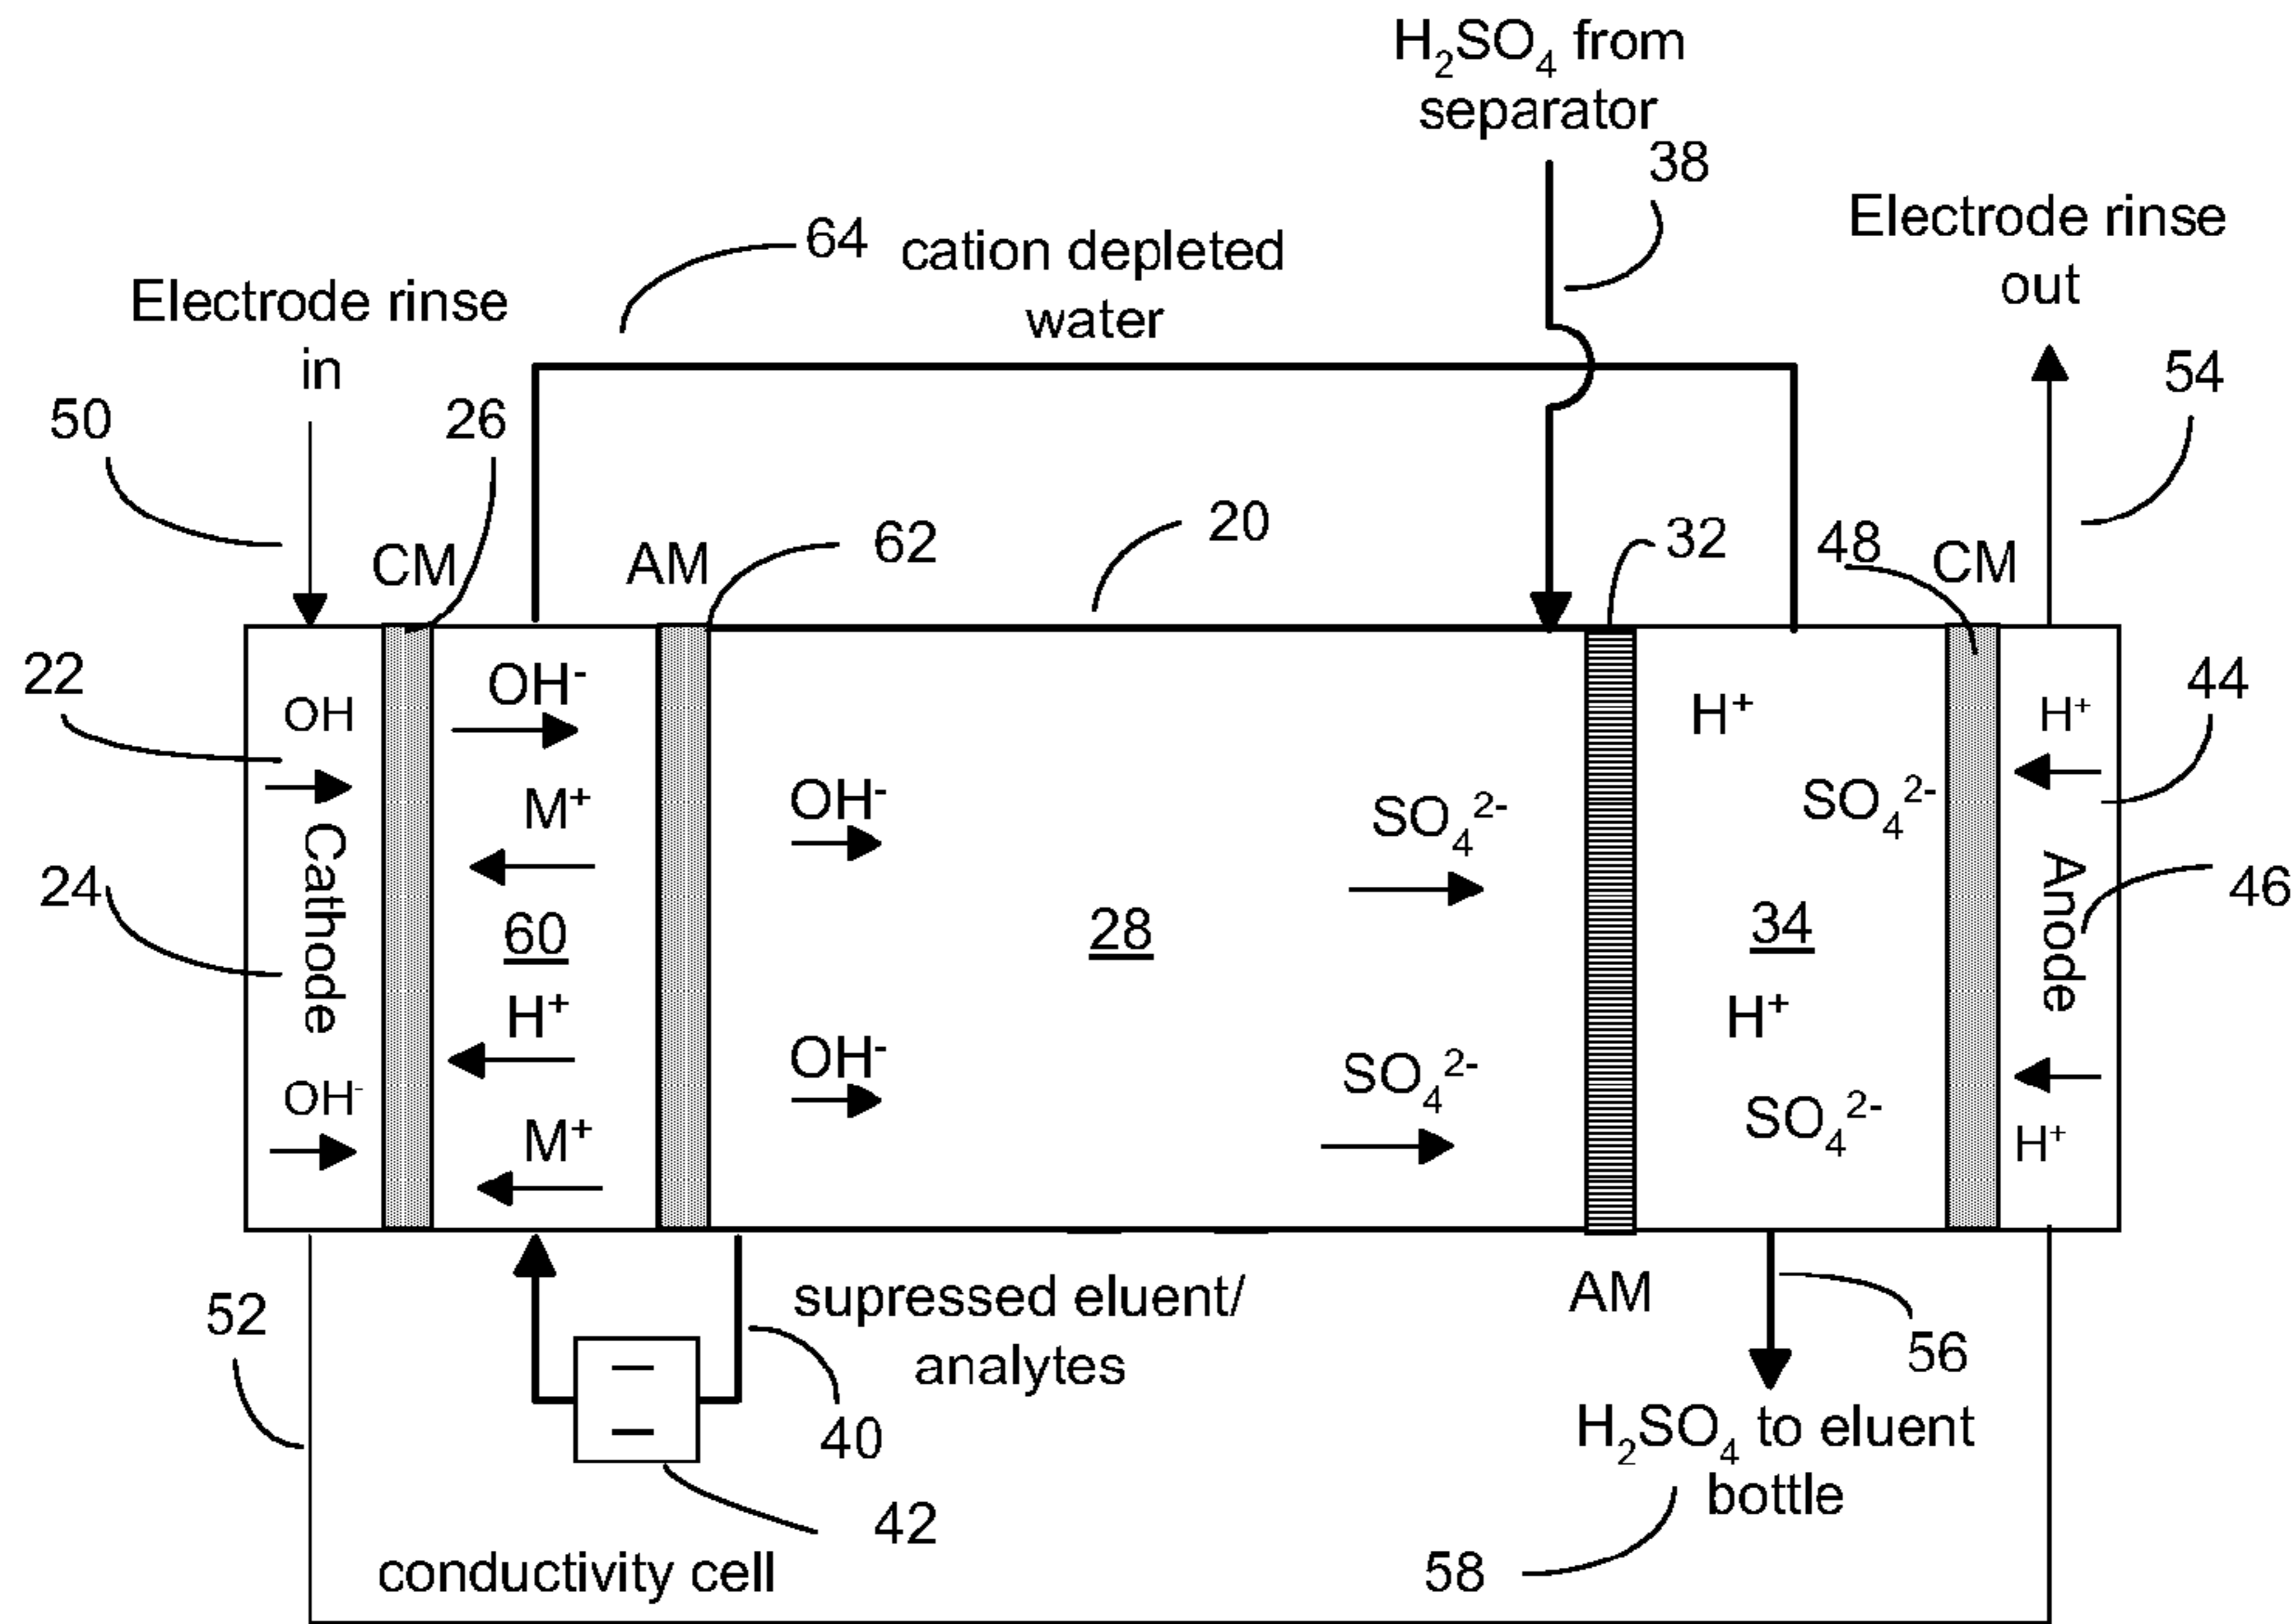 H₂SO₄ from
separator
38
64
cation depleted
water
Electrode rinse
out
Electrode rinse
in
50
26
54
CM
AM
62
20
32
48
CM
22
OH
OH⁻
M⁺
OH⁻
SO₄²⁻
H⁺
SO₄²⁻
H⁺
44
24
Cathode
60
28
34
Anode
46
H⁺
H⁺
OH⁻
OH⁻
SO₄²⁻
SO₄²⁻
H⁺
M⁺
52
supressed eluent/
analytes
AM
56
40
42
conductivity cell
H₂SO₄ to eluent
bottle
58